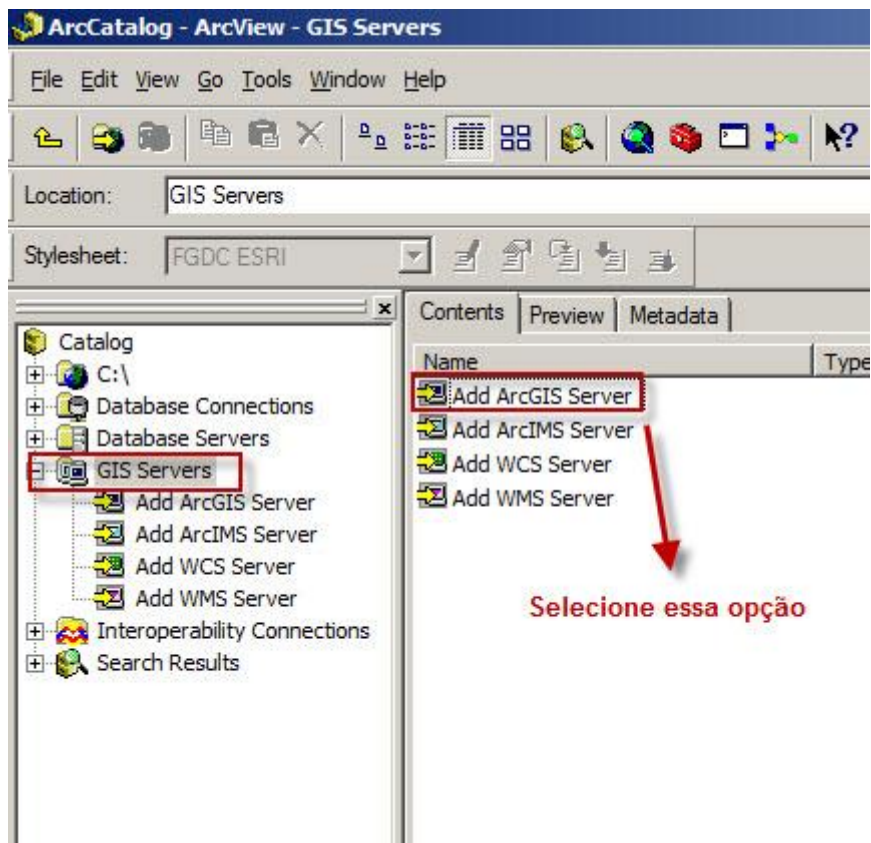 ArcCatalog - ArcView - GIS Serv
File Edit View Go Tools Window Help
Location: GIS Servers
Stylesheet: FGDC ESRI
Catalog
C:\
Database Connections
Database Servers
GIS Servers
Add ArcGIS Server
Add ArcIMS Server
Add WCS Server
Add WMS Server
Interoperability Connections
Search Results
Contents Preview Metadata
Name Type
Add ArcGIS Server
Add ArcIMS Server
Add WCS Server
Add WMS Server
Selecione essa opção